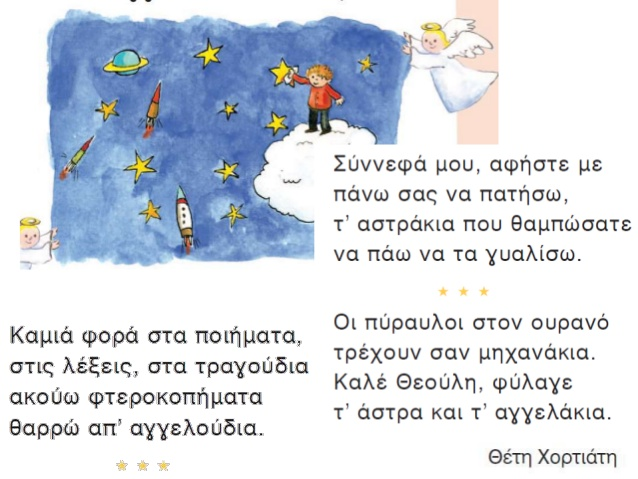 Καμιά φορά στα ποιήματα,
στις λέξεις, στα τραγούδια
ακούω φτεροκοπήματα
θαρρώ απ' αγγελούδια.
Σύννεφά μου, αφήστε με
πάνω σας να πατήσω,
τ' αστράκια που θαμπώσατε
να πάω να τα γυαλίσω.
Οι πύραυλοι στον ουρανό
τρέχουν σαν μηχανάκια.
Καλέ Θεούλη, φύλαγε
τ' άστρα και τ' αγγελάκια.
Θέτη Χορτιάτη